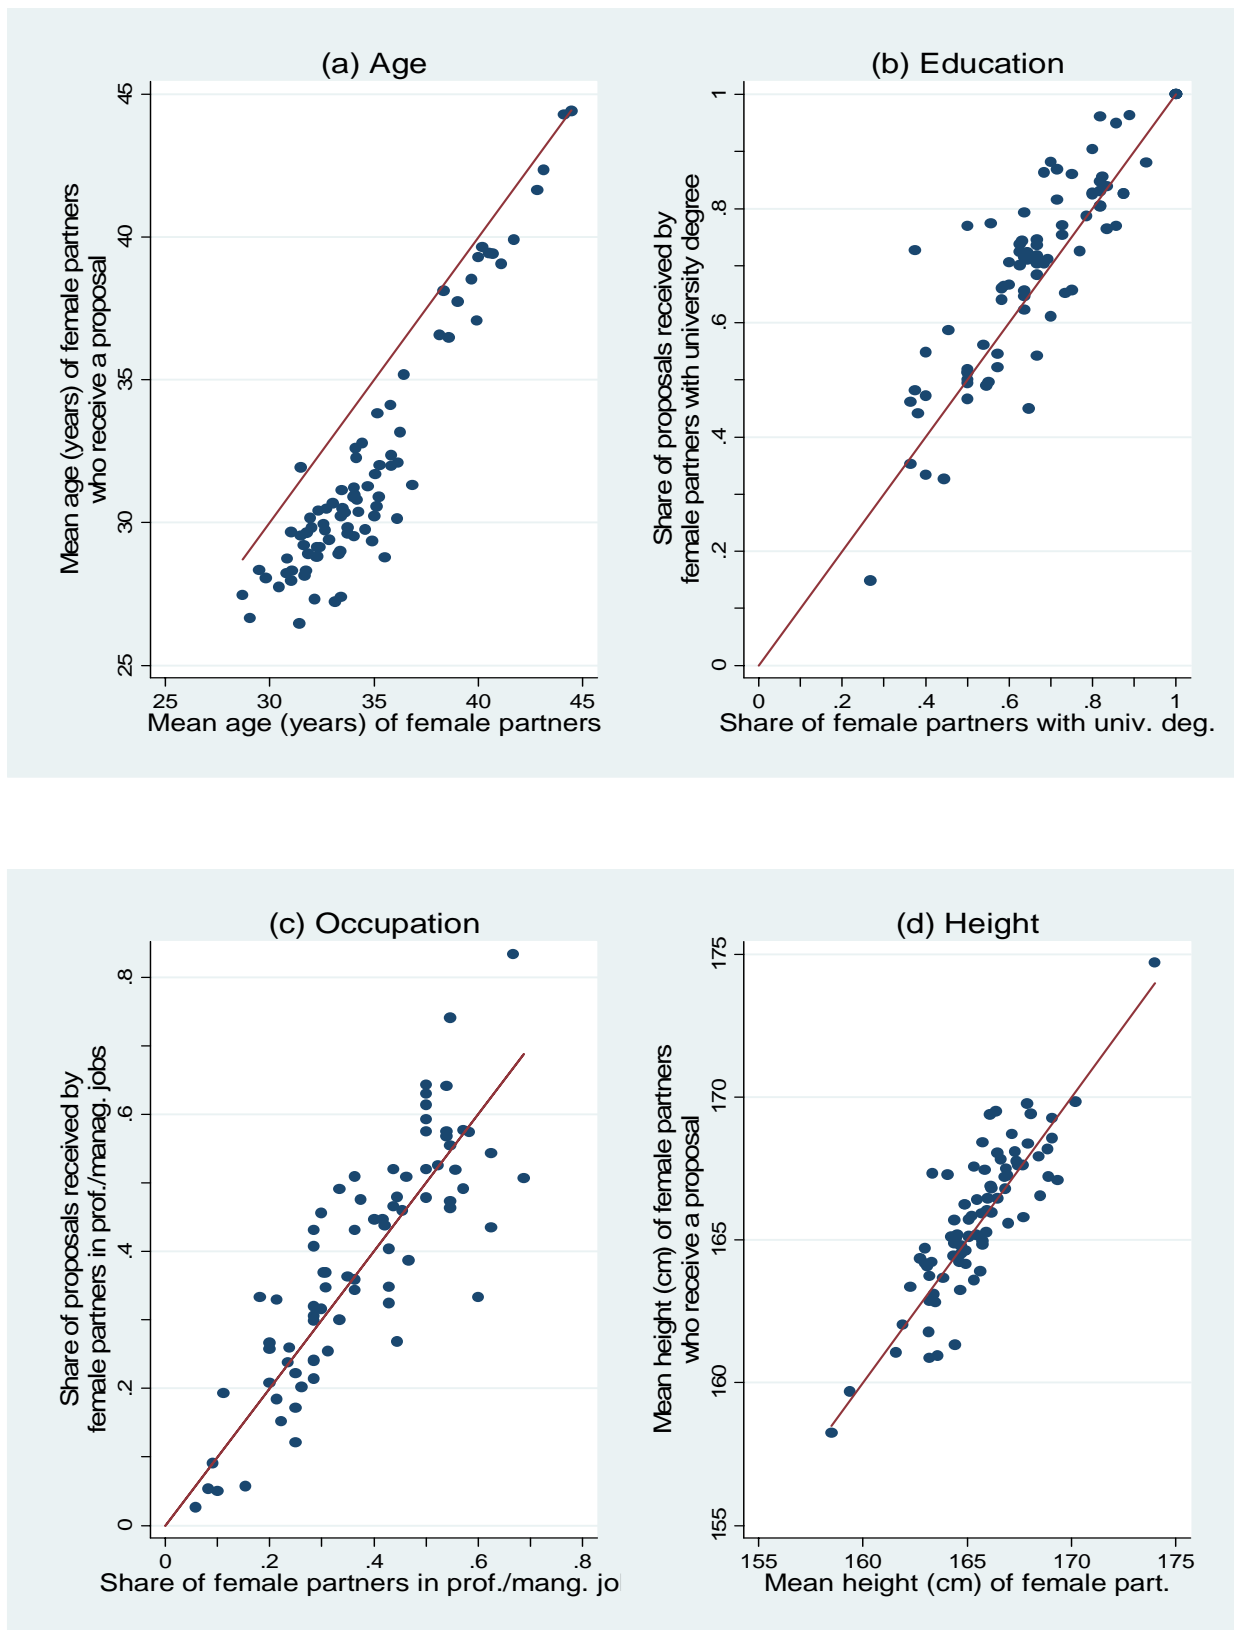 (a) Age
Mean age (years) of female partners
who receive a proposal
45
40
35
30
25
25 30 35 40 45
Mean age (years) of female partners
(b) Education
Share of proposals received by
female partners with university degree
1
.8
.6
.4
.2
0
0 .2 .4 .6 .8 1
Share of female partners with univ. deg.
(c) Occupation
Share of proposals received by
female partners in prof./manag. jobs
.8
.6
.4
.2
0
0 .2 .4 .6 .8
Share of female partners in prof./mang. jo
(d) Height
Mean height (cm) of female partners
who receive a proposal
175
170
165
160
155
155 160 165 170 175
Mean height (cm) of female part.